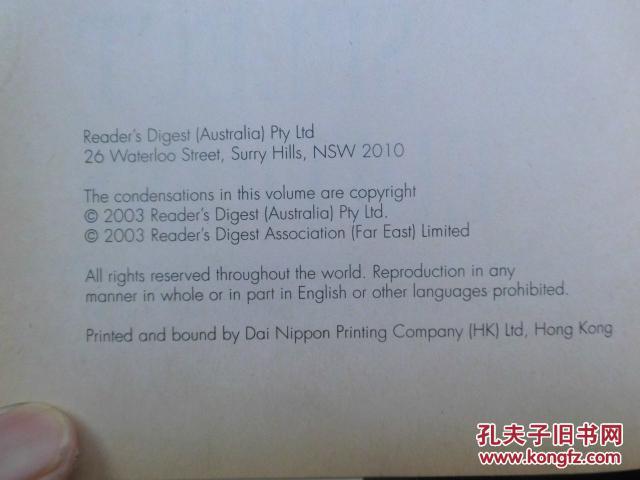 Reader's Digest (Australia) Pty Ltd
26 Waterloo Street, Surry Hills, NSW 2010
The condensations in this volume are copyright
© 2003 Reader's Digest (Australia) Pty Ltd.
© 2003 Reader's Digest Association (Far East) Limited
All rights reserved throughout the world. Reproduction in any
manner in whole or in part in English or other languages prohibited.
Printed and bound by Dai Nippon Printing Company (HK) Ltd, Hong Kong
孔夫子旧书网
www.kongfz.com